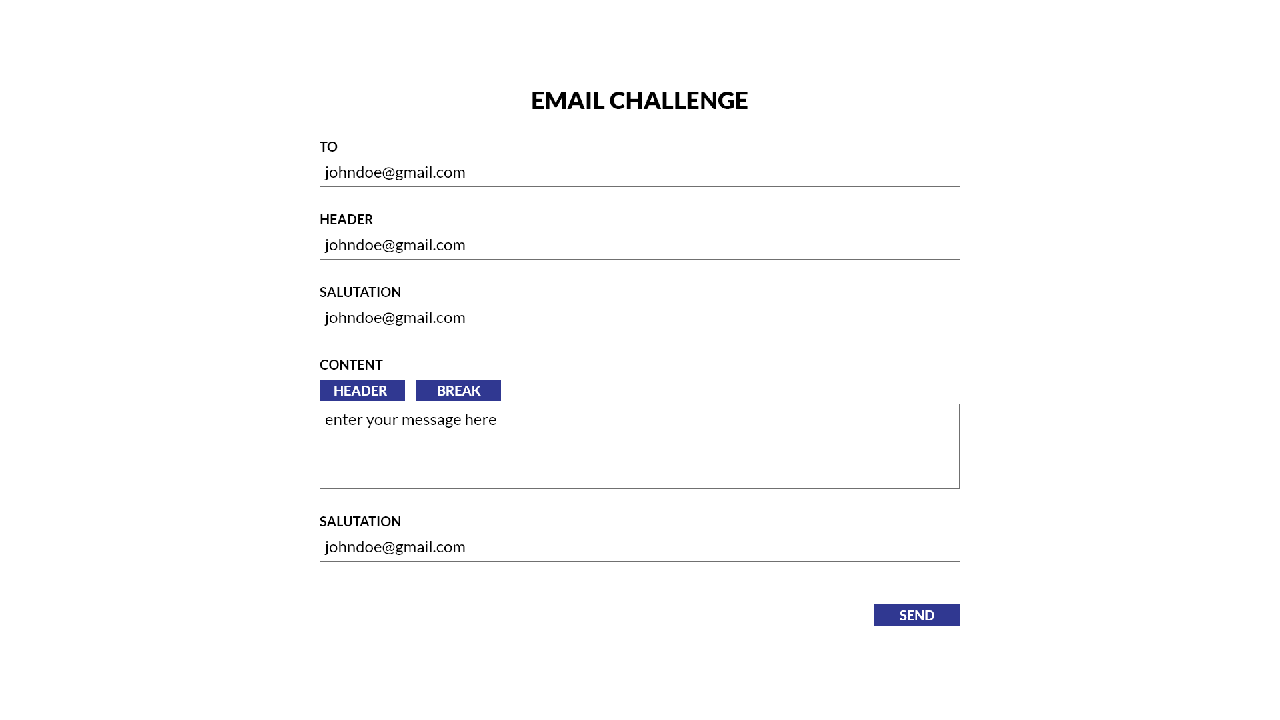 EMAIL CHALLENGE
TO
johndoe@gmail.com
HEADER
johndoe@gmail.com
SALUTATION
johndoe@gmail.com
CONTENT
HEADER BREAK
enter your message here
SALUTATION
johndoe@gmail.com
SEND